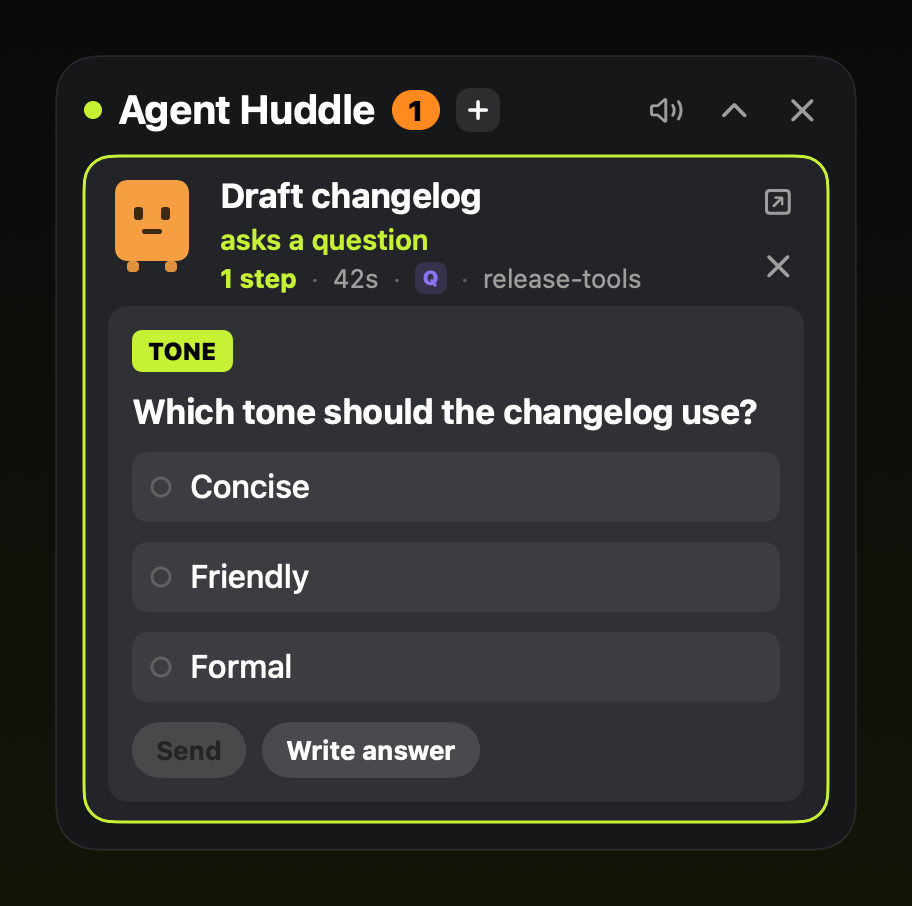 Agent Huddle 1 +
Draft changelog
asks a question
1 step · 42s · Q · release-tools
TONE
Which tone should the changelog use?
Concise
Friendly
Formal
Send Write answer